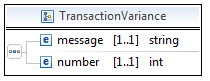 TransactionVariance
e message [1..1] string
e number [1..1] int